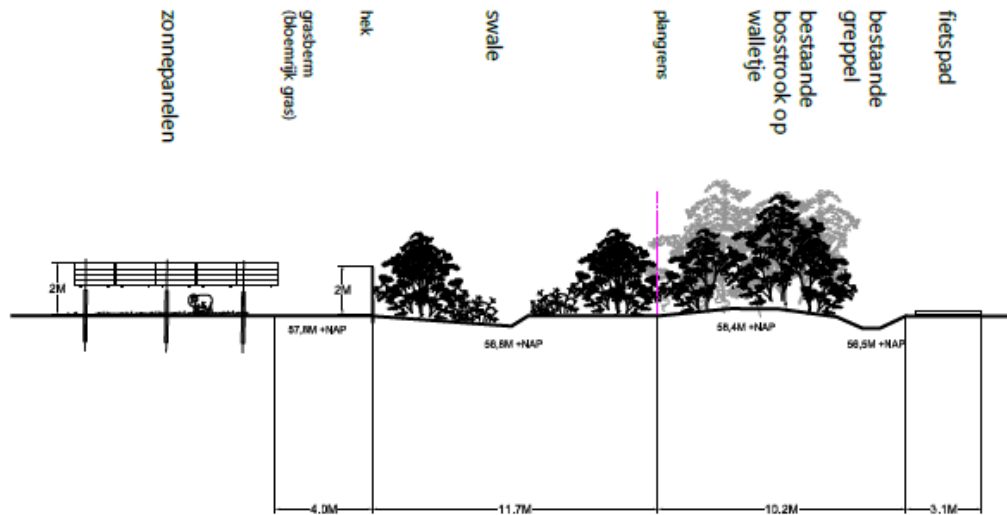 zonnepanelen
grasberm
(bloemrijk gras)
hek
swale
plangrens
bestaande
bosstrook op
walletje
bestaande
greppel
fietspad
2M
2M
57,8M +NAP
56,8M +NAP
58,4M +NAP
56,5M +NAP
4.0M
11.7M
10.2M
3.1M